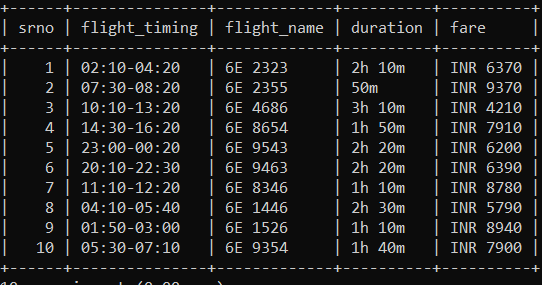 +------+---------------+-------------+----------+----------+
| srno | flight_timing | flight_name | duration | fare     |
+------+---------------+-------------+----------+----------+
|    1 | 02:10-04:20   | 6E 2323     | 2h 10m   | INR 6370 |
|    2 | 07:30-08:20   | 6E 2355     | 50m      | INR 9370 |
|    3 | 10:10-13:20   | 6E 4686     | 3h 10m   | INR 4210 |
|    4 | 14:30-16:20   | 6E 8654     | 1h 50m   | INR 7910 |
|    5 | 23:00-00:20   | 6E 9543     | 2h 20m   | INR 6200 |
|    6 | 20:10-22:30   | 6E 9463     | 2h 20m   | INR 6390 |
|    7 | 11:10-12:20   | 6E 8346     | 1h 10m   | INR 8780 |
|    8 | 04:10-05:40   | 6E 1446     | 2h 30m   | INR 5790 |
|    9 | 01:50-03:00   | 6E 1526     | 1h 10m   | INR 8940 |
|   10 | 05:30-07:10   | 6E 9354     | 1h 40m   | INR 7900 |
+------+---------------+-------------+----------+----------+